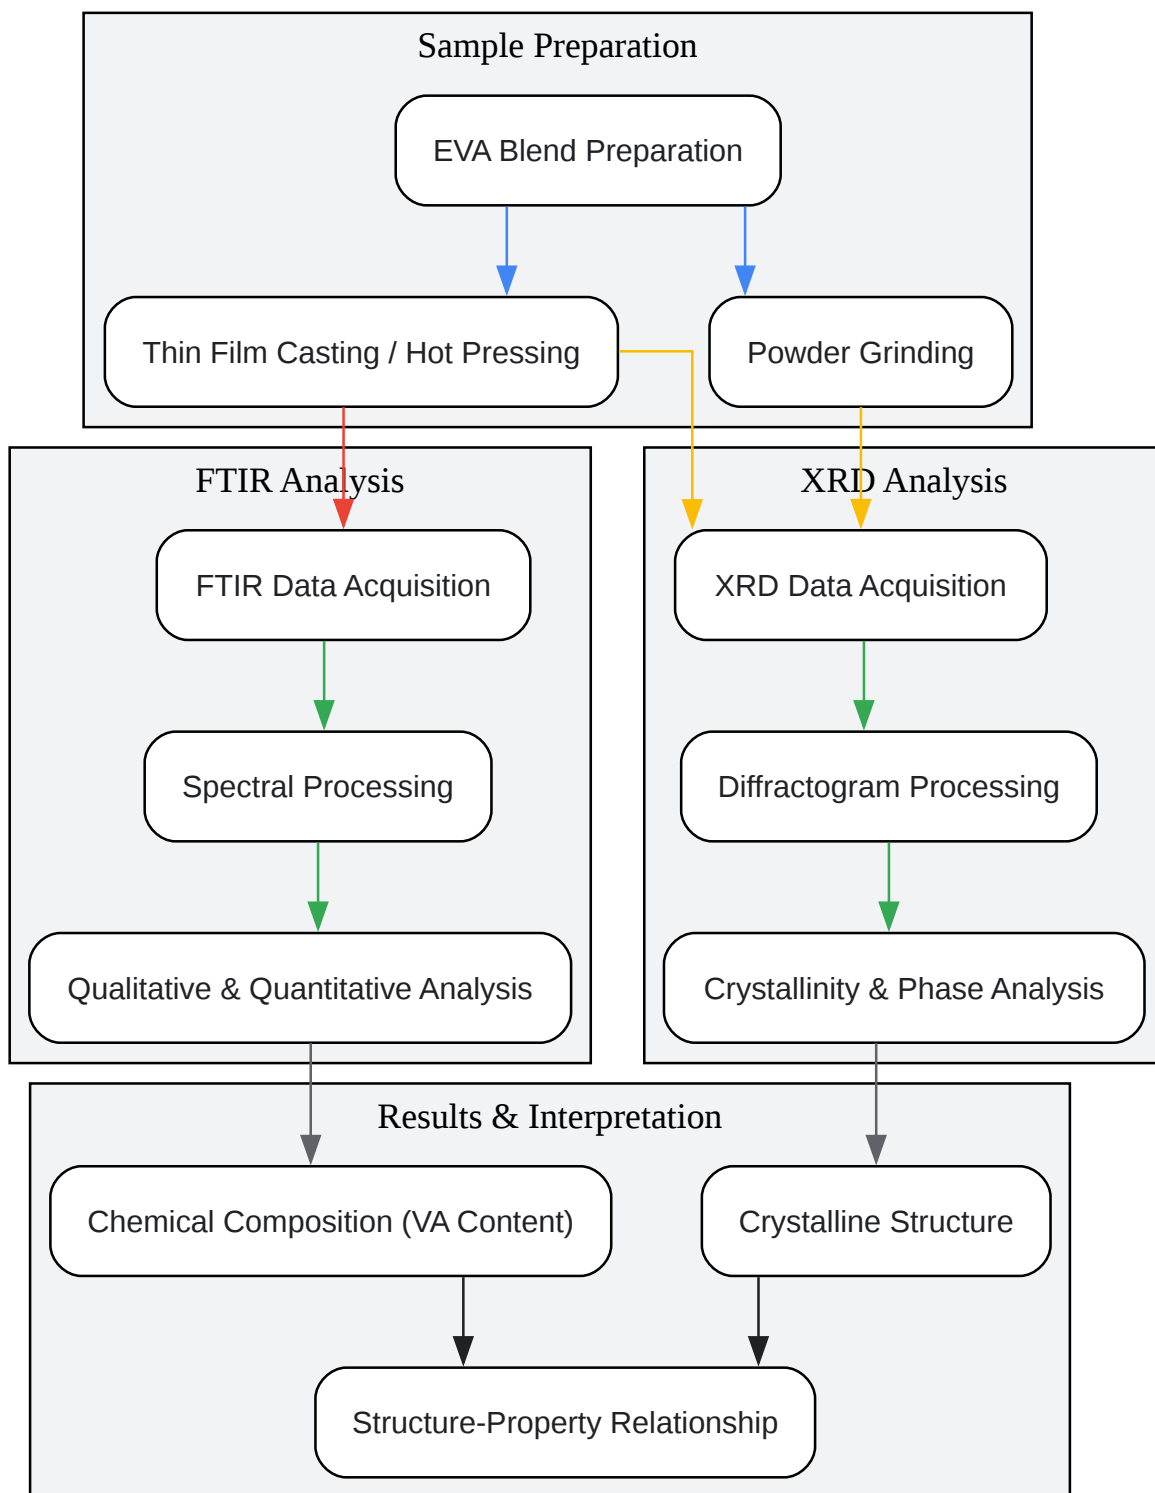 Sample Preparation
EVA Blend Preparation
Thin Film Casting / Hot Pressing
Powder Grinding
FTIR Analysis
XRD Analysis
FTIR Data Acquisition
XRD Data Acquisition
Spectral Processing
Diffractogram Processing
Qualitative & Quantitative Analysis
Crystallinity & Phase Analysis
Results & Interpretation
Chemical Composition (VA Content)
Crystalline Structure
Structure-Property Relationship